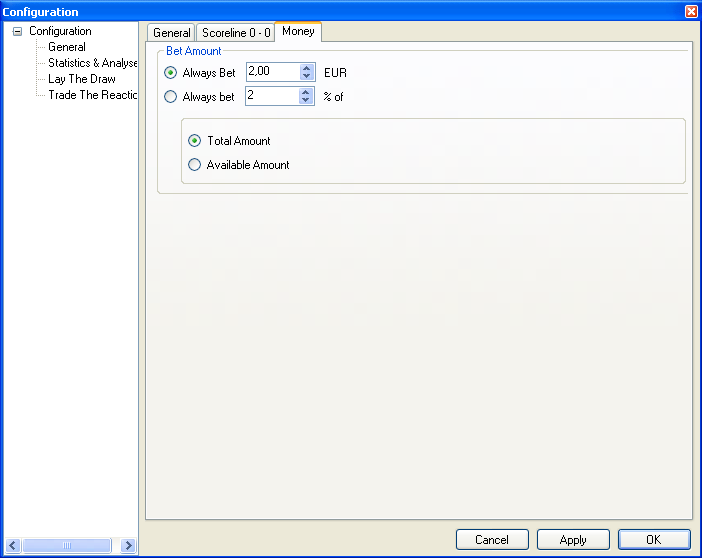 Configuration
Configuration
General
Statistics & Analyse
Lay The Draw
Trade The Reactic
General Scoreline 0 - 0 Money
Bet Amount
Always Bet 2,00 EUR
Always bet 2 % of
Total Amount
Available Amount
Cancel Apply OK